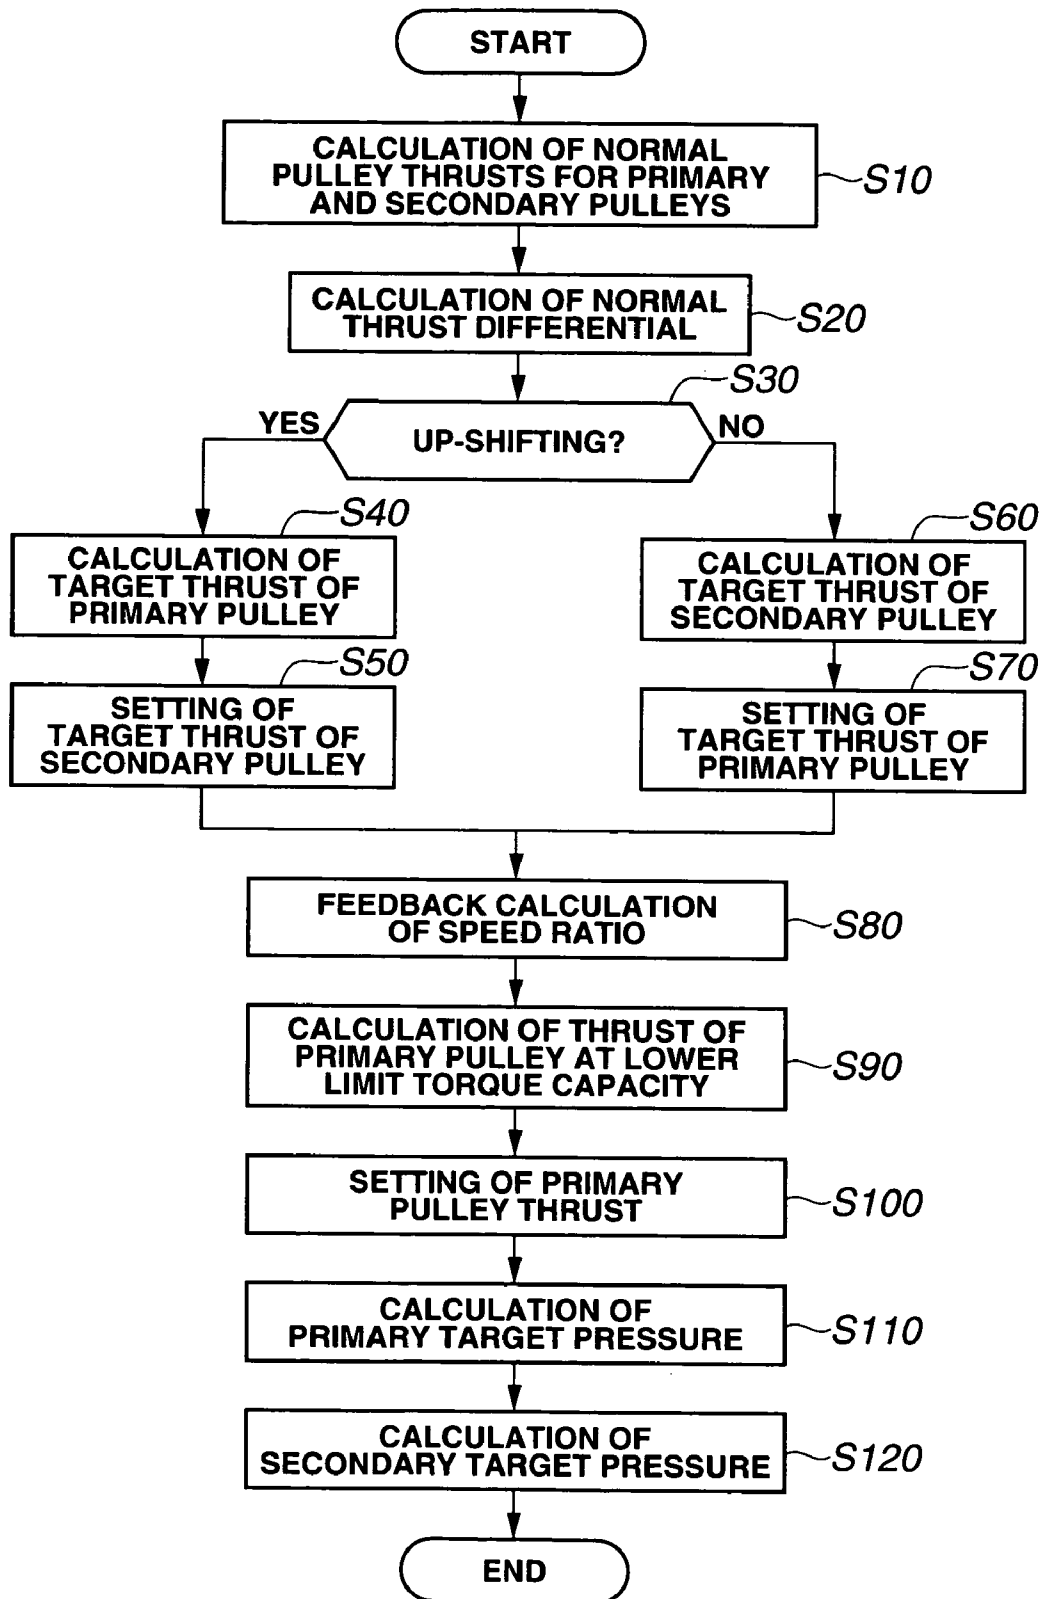 START
CALCULATION OF NORMAL
PULLEY THRUSTS FOR PRIMARY
AND SECONDARY PULLEYS
S10
CALCULATION OF NORMAL
THRUST DIFFERENTIAL
S20
S30
YES
UP-SHIFTING?
NO
S40
CALCULATION OF
TARGET THRUST OF
PRIMARY PULLEY
S60
CALCULATION OF
TARGET THRUST OF
SECONDARY PULLEY
S50
SETTING OF
TARGET THRUST OF
SECONDARY PULLEY
S70
SETTING OF
TARGET THRUST OF
PRIMARY PULLEY
FEEDBACK CALCULATION
OF SPEED RATIO
S80
CALCULATION OF THRUST OF
PRIMARY PULLEY AT LOWER
LIMIT TORQUE CAPACITY
S90
SETTING OF PRIMARY
PULLEY THRUST
S100
CALCULATION OF
PRIMARY TARGET PRESSURE
S110
CALCULATION OF
SECONDARY TARGET PRESSURE
S120
END